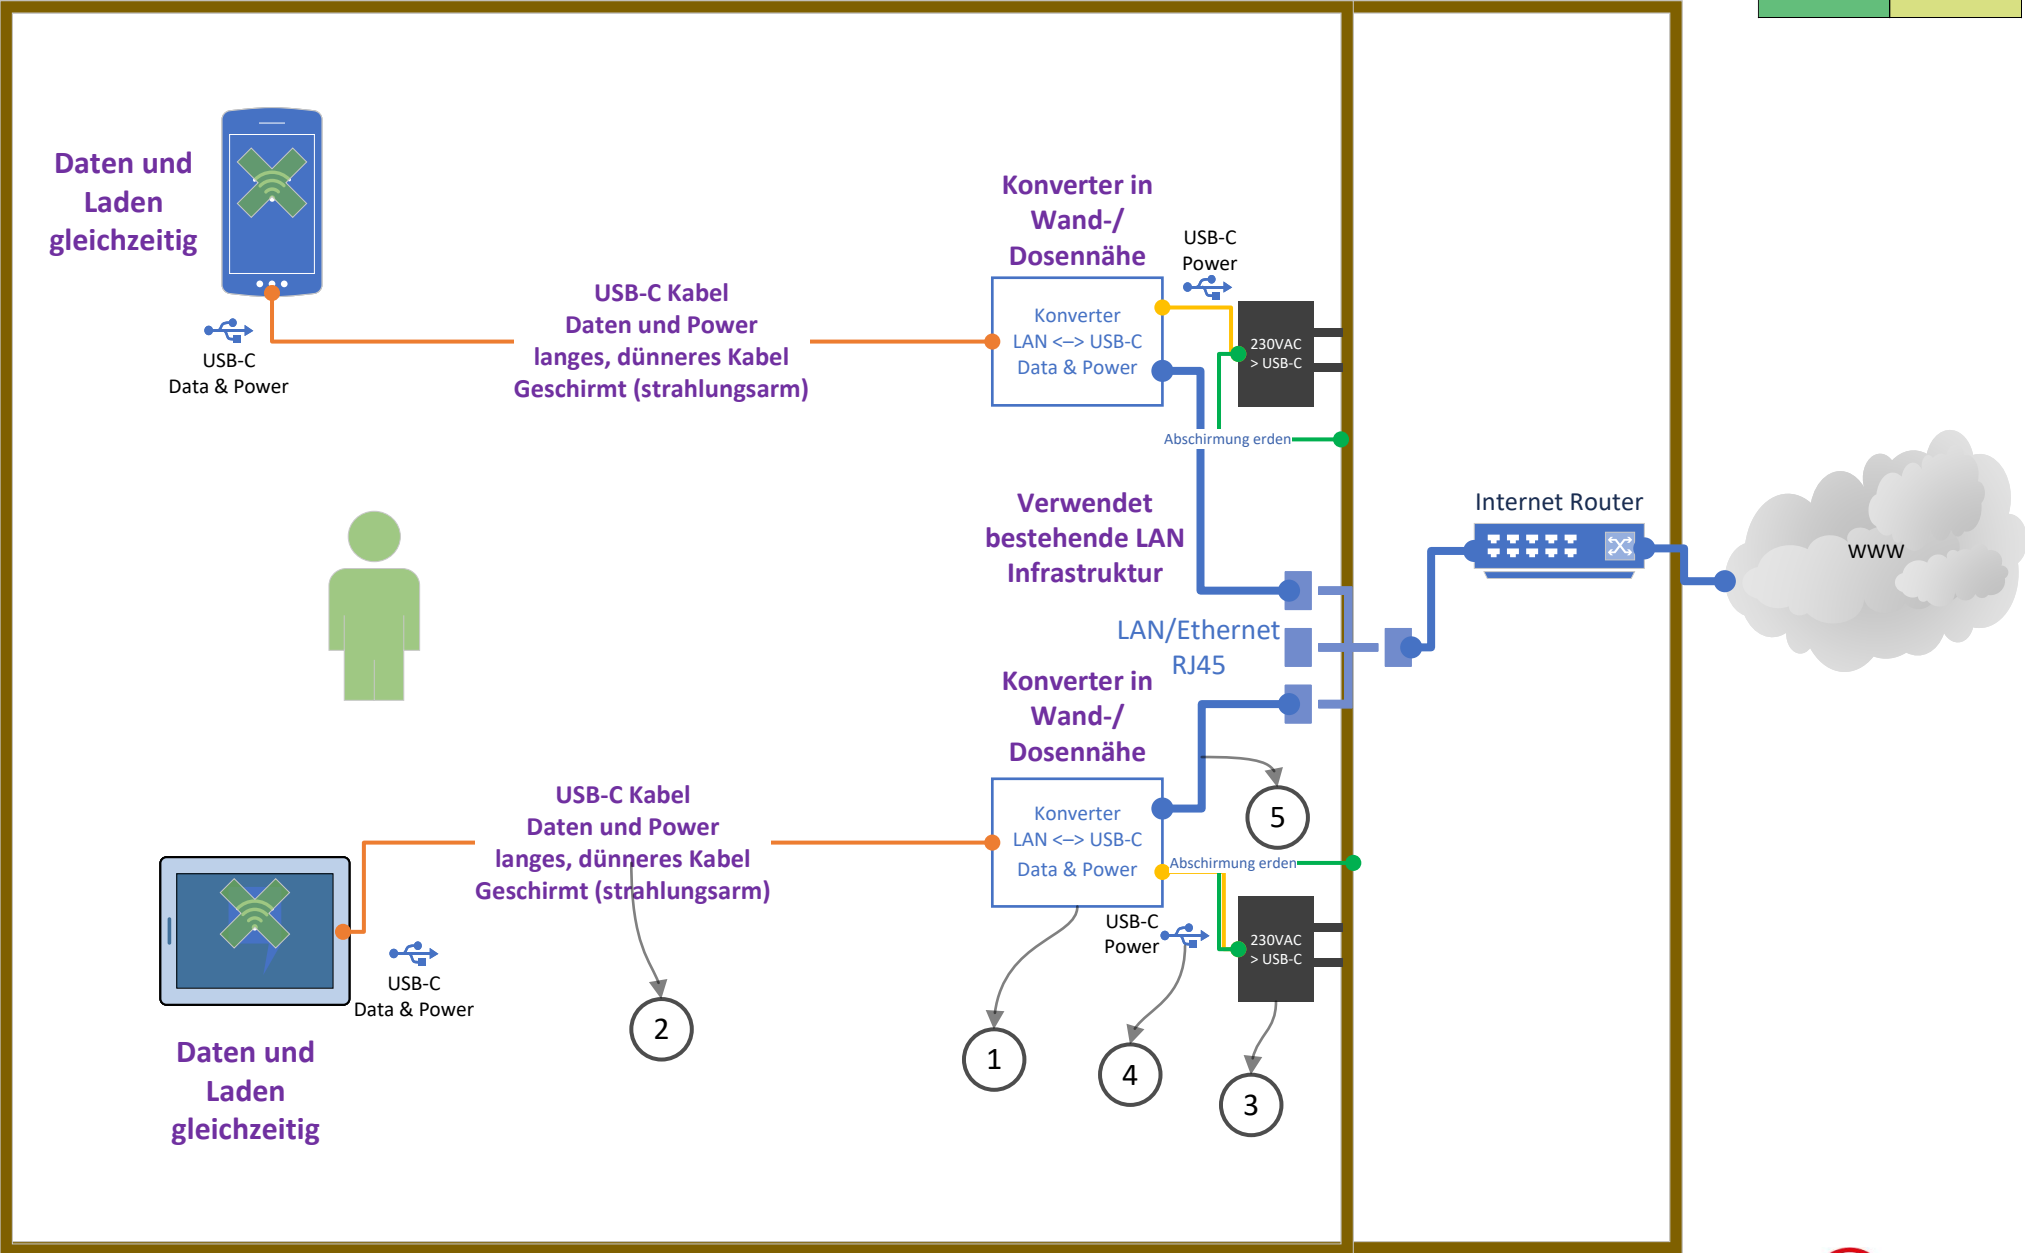 Daten und
Laden
gleichzeitig
USB-C
Data & Power
USB-C Kabel
Daten und Power
langes, dünneres Kabel
Geschirmt (strahlungsarm)
Konverter in
Wand-/
Dosennähe
USB-C
Power
Konverter
LAN <–> USB-C
Data & Power
230VAC
> USB-C
Abschirmung erden
Verwendet
bestehende LAN
Infrastruktur
Internet Router
WWW
LAN/Ethernet
RJ45
Konverter in
Wand-/
Dosennähe
USB-C Kabel
Daten und Power
langes, dünneres Kabel
Geschirmt (strahlungsarm)
Konverter
LAN <–> USB-C
Data & Power
5
Abschirmung erden
USB-C
Power
230VAC
> USB-C
USB-C
Data & Power
Daten und
Laden
gleichzeitig
2
1
4
3